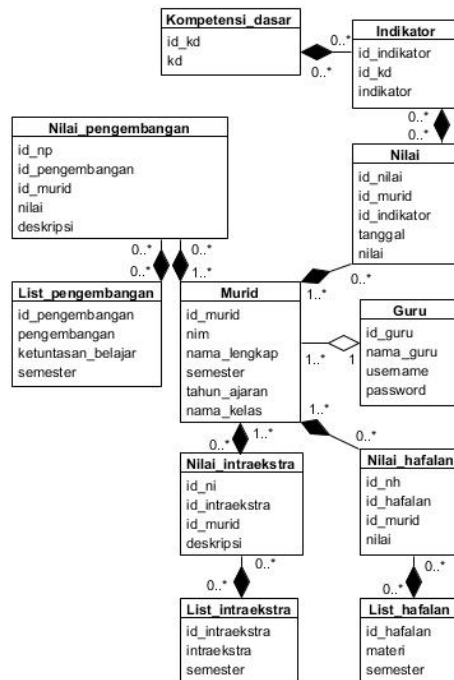 Kompetensi_dasar
id_kd
kd
0..*
0..*
Indikator
id_indikator
id_kd
indikator
0..*
0..*
Nilai_pengembangan
id_np
id_pengembangan
id_murid
nilai
deskripsi
Nilai
id_nilai
id_murid
id_indikator
tanggal
nilai
0..*
0..*
0..*
1..*
0..*
1..*
List_pengembangan
id_pengembangan
pengembangan
ketuntasan_belajar
semester
Murid
id_murid
nim
nama_lengkap
semester
tahun_ajaran
nama_kelas
1..*
1
Guru
id_guru
nama_guru
username
password
0..*
1..*
1..*
0..*
Nilai_intraekstra
id_ni
id_intraekstra
id_murid
deskripsi
Nilai_hafalan
id_nh
id_hafalan
id_murid
nilai
0..*
0..*
0..*
0..*
List_intraekstra
id_intraekstra
intraekstra
semester
List_hafalan
id_hafalan
materi
semester